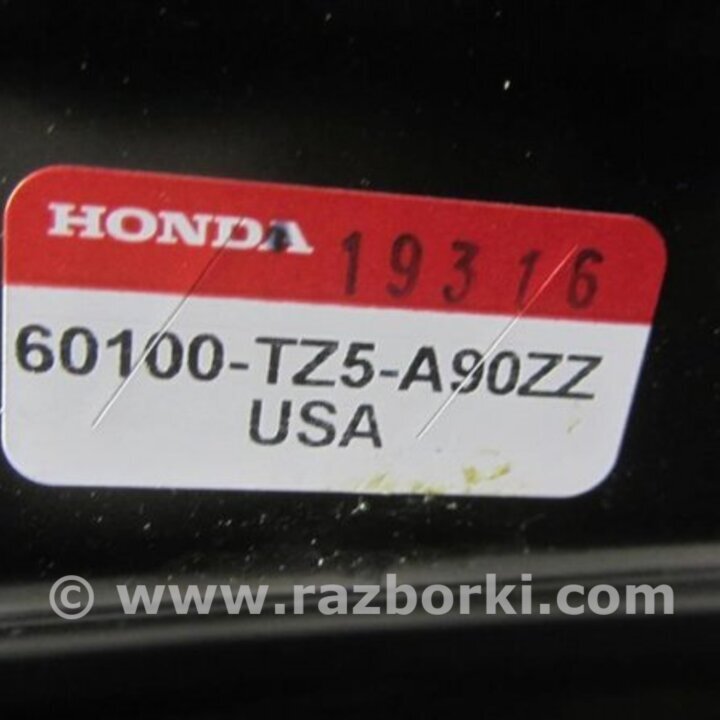 HONDA 19316
60100-TZ5-A90ZZ
USA
© www.razborki.com